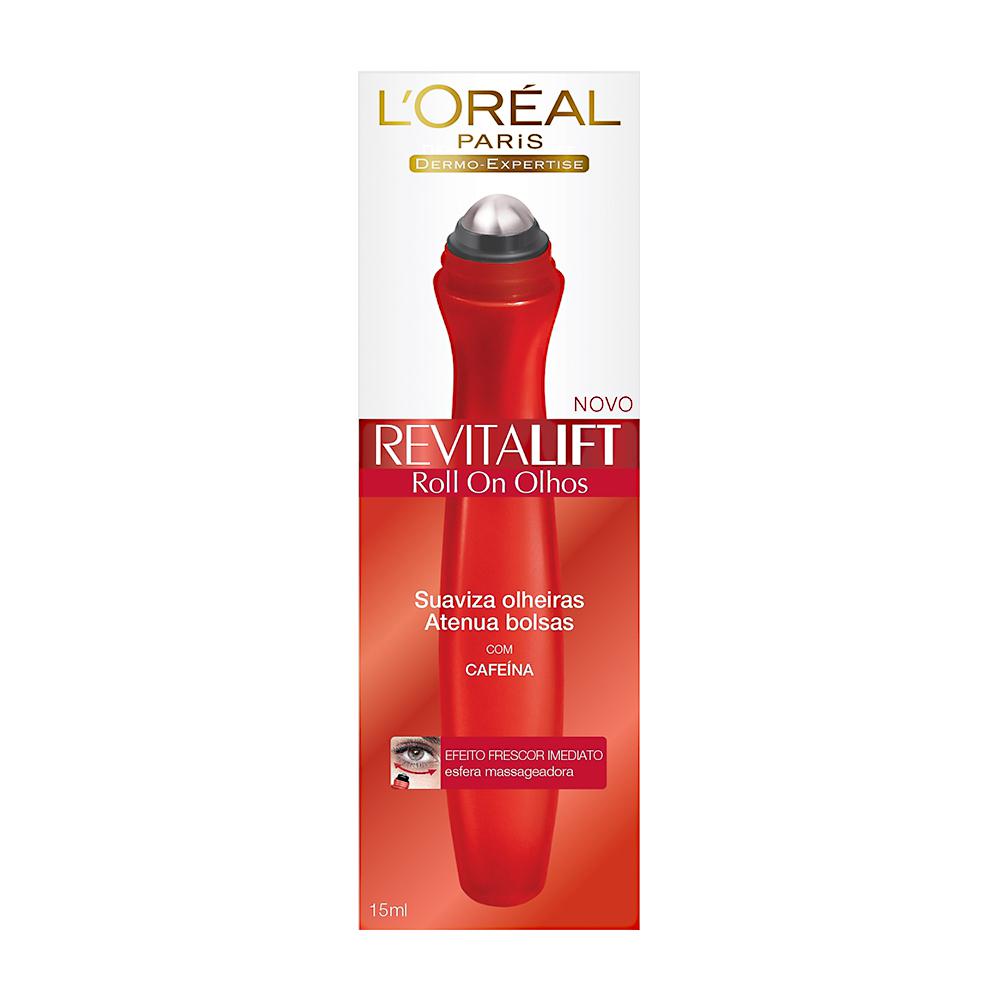 L'ORÉAL
PARiS
DERMO-EXPERTISE
NOVO
REVITALIFT
Roll On Olhos
Suaviza olheiras
Atenua bolsas
COM
CAFEÍNA
EFEITO FRESCOR IMEDIATO
esfera massageadora
15ml